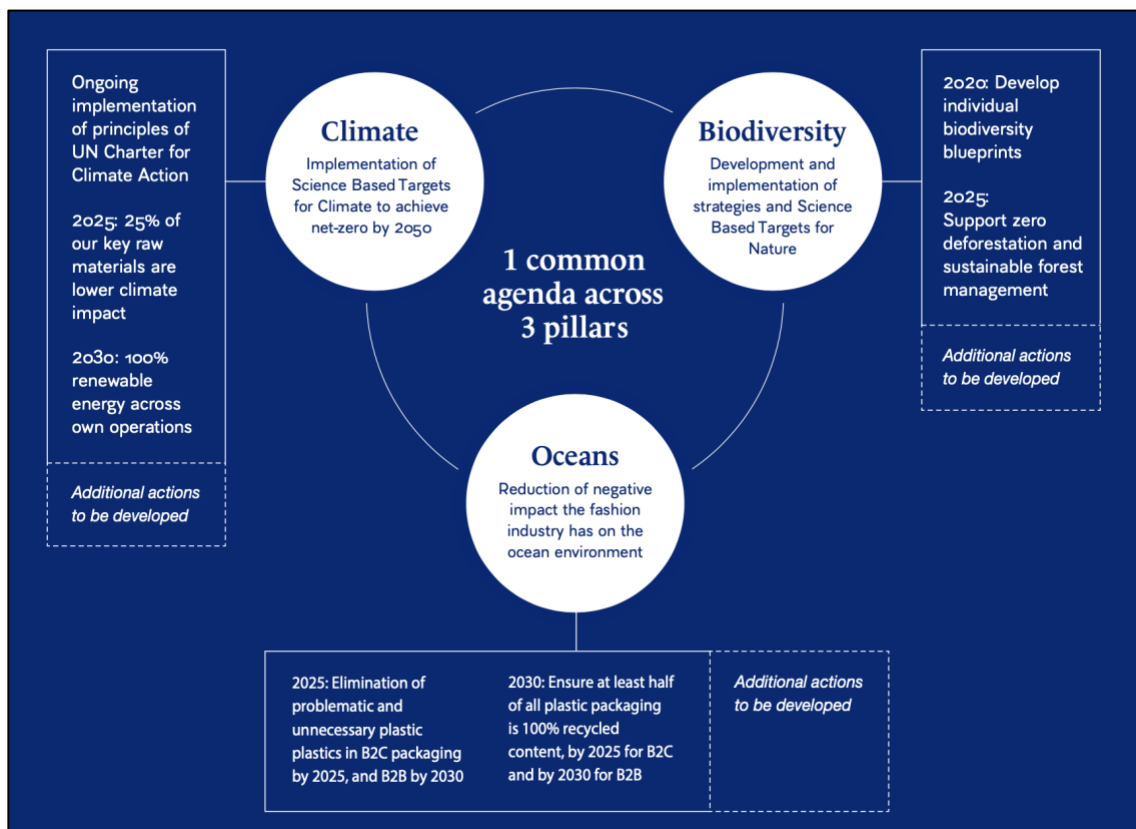 Ongoing
implementation
of principles of
UN Charter for
Climate Action
2025: 25% of
our key raw
materials are
lower climate
impact
2030: 100%
renewable
energy across
own operations
Additional actions
to be developed
Climate
Implementation of
Science Based Targets
for Climate to achieve
net-zero by 2050
1 common
agenda across
3 pillars
Biodiversity
Development and
implementation of
strategies and Science
Based Targets for
Nature
2020: Develop
individual
biodiversity
blueprints
2025:
Support zero
deforestation and
sustainable forest
management
Additional actions
to be developed
Oceans
Reduction of negative
impact the fashion
industry has on the
ocean environment
2025: Elimination of
problematic and
unnecessary plastic
plastics in B2C packaging
by 2025, and B2B by 2030
2030: Ensure at least half
of all plastic packaging
is 100% recycled
content, by 2025 for B2C
and by 2030 for B2B
Additional actions
to be developed